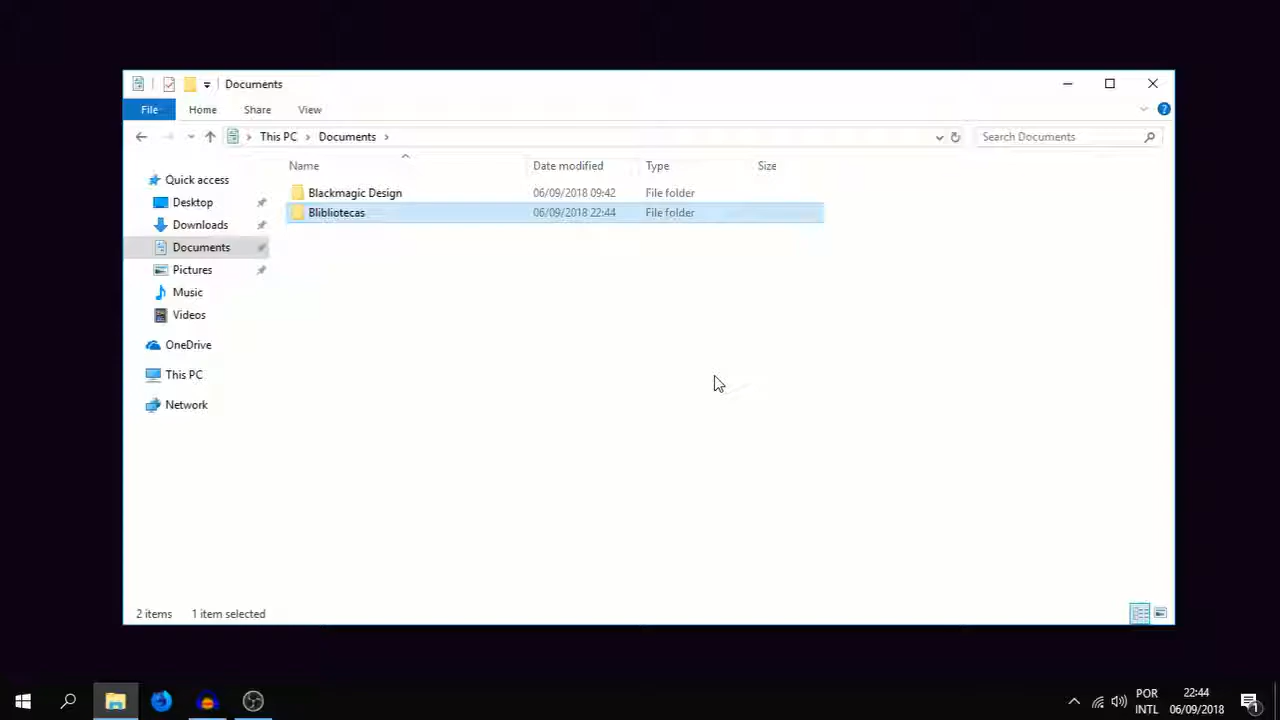 Documents
File Home Share View
This PC Documents Search Documents
Name Date modified Type Size
Quick access
Blackmagic Design 06/09/2018 09:42 File folder
Desktop
Blibliotecas 06/09/2018 22:44 File folder
Downloads
Documents
Pictures
Music
Videos
OneDrive
This PC
Network
2 items 1 item selected
POR 22:44
INTL 06/09/2018 1